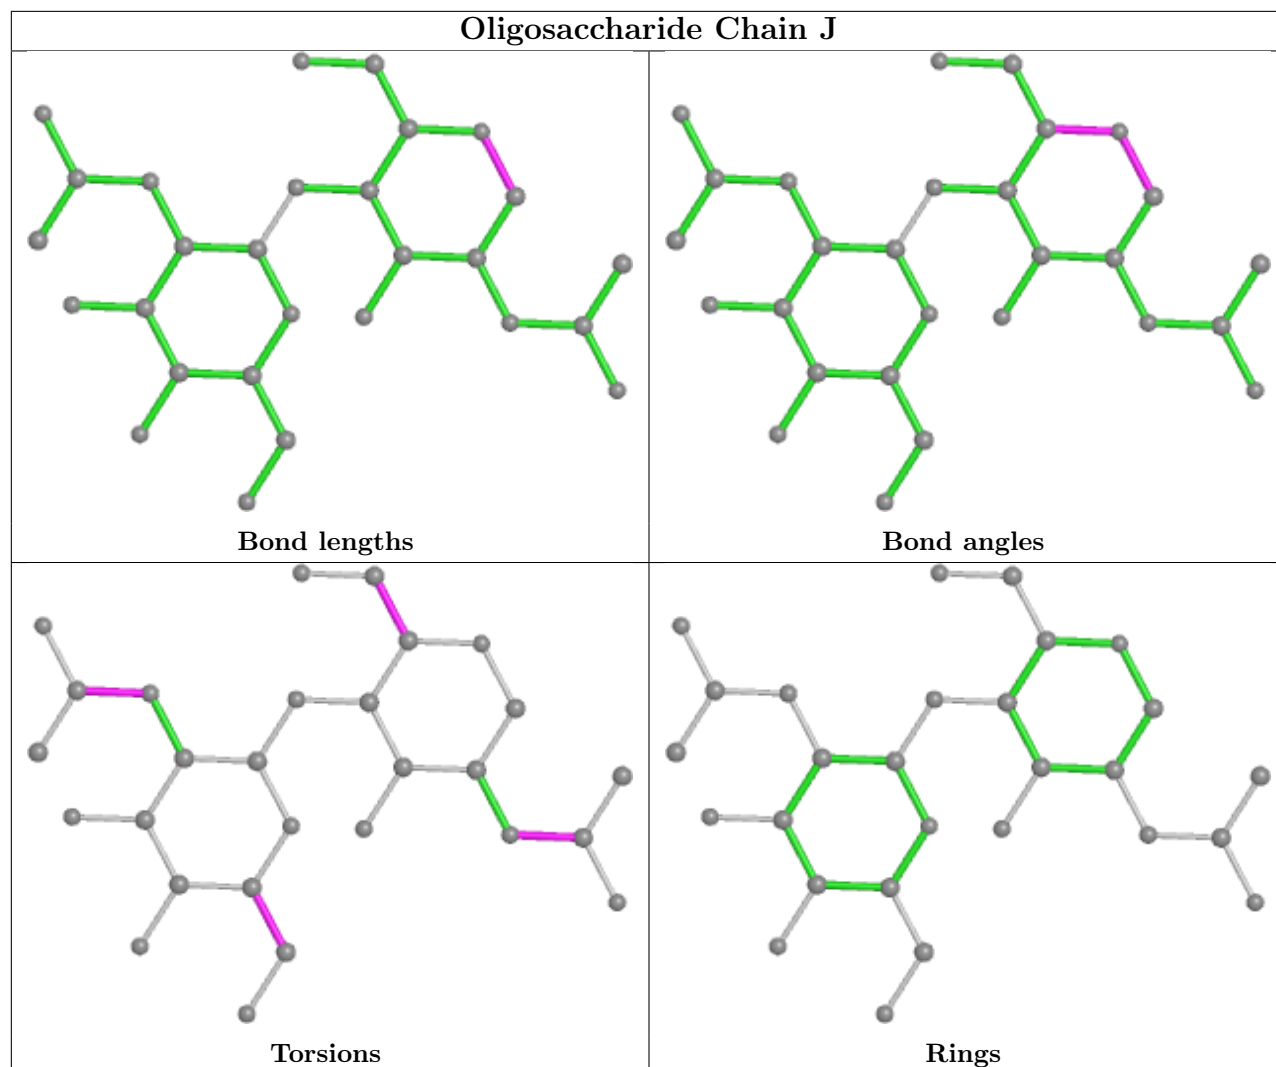 Oligosaccharide Chain J
Bond lengths
Bond angles
Torsions
Rings